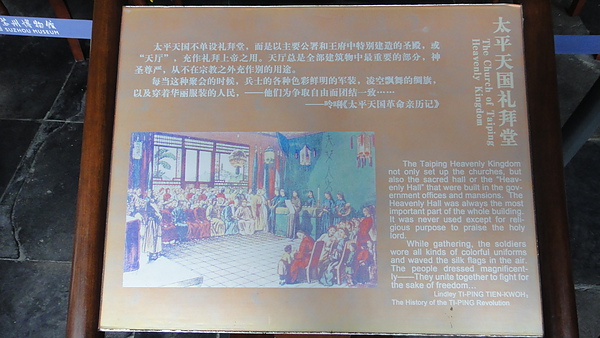 苏州博物馆
SUZHOU MUSEUM
太平天国礼拜堂
The Church of Taiping
Heavenly Kingdom
太平天国不单设礼拜堂，而是以主要公署和王府中特别建造的圣殿，或
“天厅”，充作礼拜上帝之用。天厅总是全部建筑物中最重要的部分，神
圣尊严，从不在宗教之外充作别的用途。
每当这种聚会的时候，兵士的各种色彩鲜明的军装，凌空飘舞的绸旗，
以及穿着华丽服装的人民，——他们为争取自由而团结一致……
——吟唎《太平天国革命亲历记》
The Taiping Heavenly Kingdom
not only set up the churches, but
also the sacred hall or the "Heav-
enly Hall" that were built in the gov-
ernment offices and mansions. The
Heavenly Hall was always the most
important part of the whole building.
It was never used except for reli-
gious purpose to praise the holy
lord.
While gathering, the soldiers
wore all kinds of colorful uniforms
and waved the silk flags in the air.
The people dressed magnificent-
ly——They unite together to fight for
the sake of freedom...
Lindley TI-PING TIEN-KWOH,
The History of the TI-PING Revolution